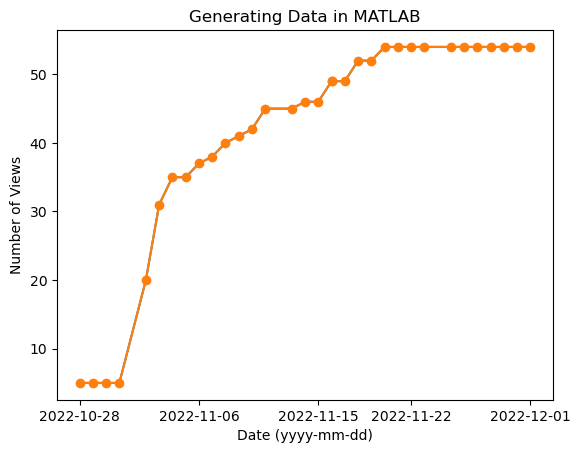 Generating Data in MATLAB
Number of Views
50
40
30
20
10
2022-10-28 2022-11-06 2022-11-15 2022-11-22 2022-12-01
Date (yyyy-mm-dd)